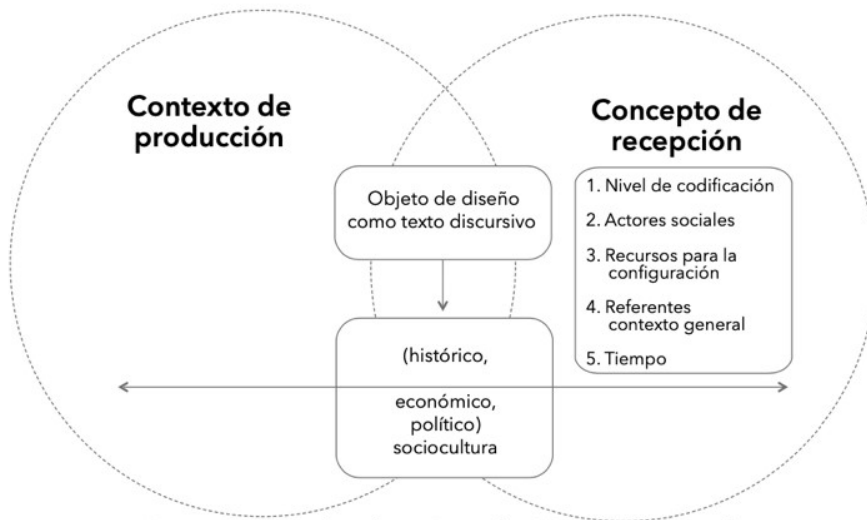 Contexto de
producción
Concepto de
recepción
Objeto de diseño
como texto discursivo
1. Nivel de codificación
2. Actores sociales
3. Recursos para la
configuración
4. Referentes
contexto general
5. Tiempo
(histórico,
económico,
político)
sociocultura